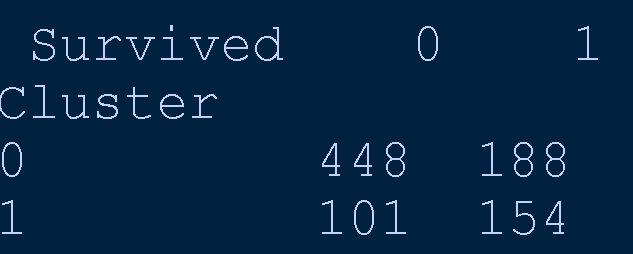 Survived 0 1
Cluster
0 448 188
1 101 154